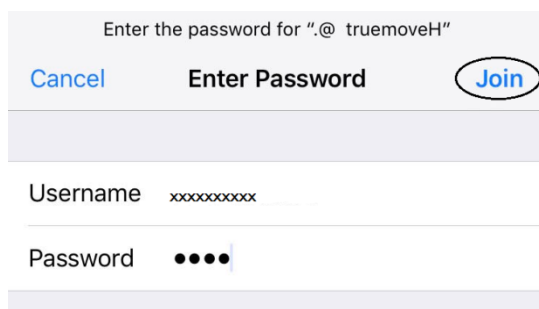 Enter the password for “.@ truemoveH”
Cancel Enter Password Join
Username xxxxxxxxxx
Password ••••